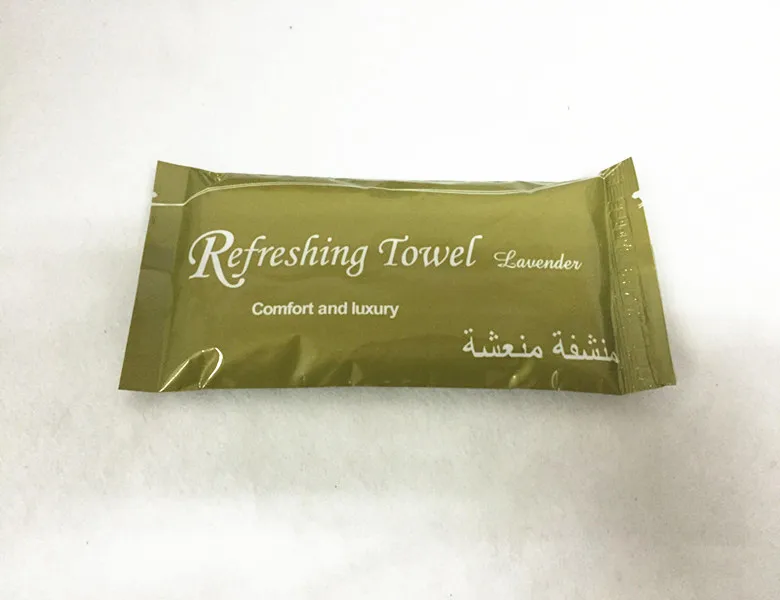 Refreshing Towel Lavender
Comfort and luxury
منشفة منعشة